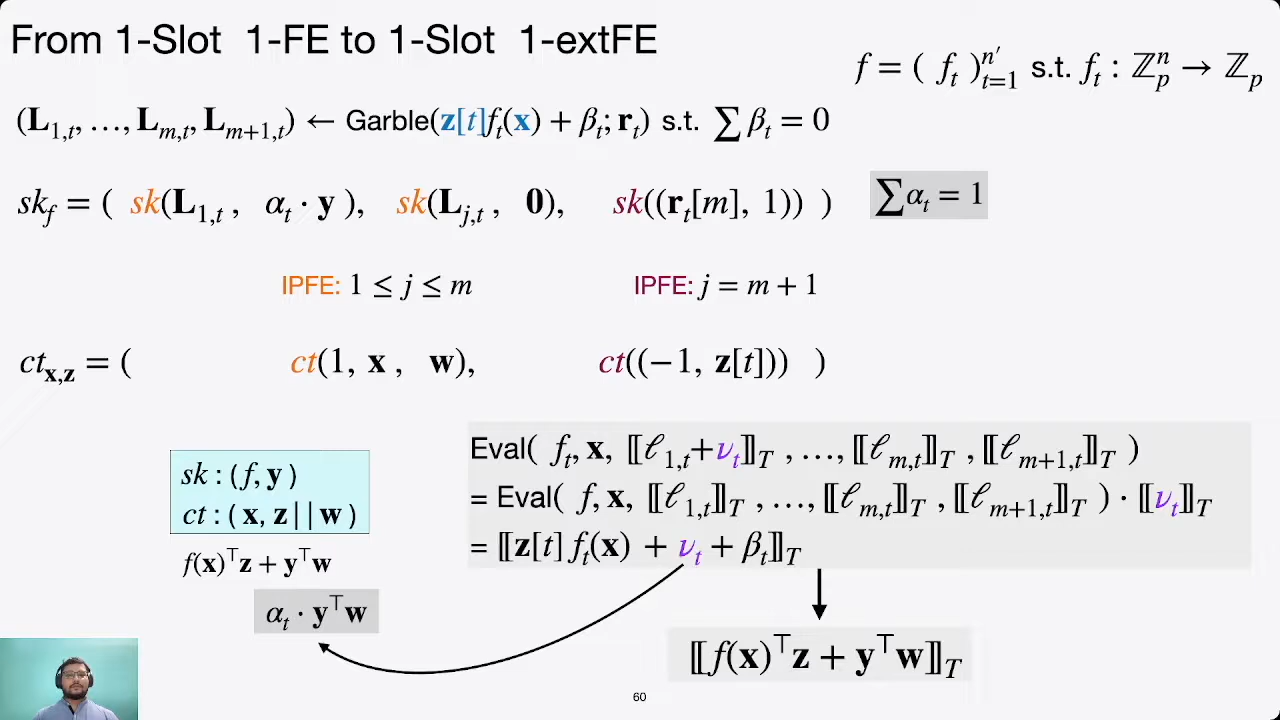 From 1-Slot 1-FE to 1-Slot 1-extFE
f = ( f_t )_{t=1}^{n′} s.t. f_t : ℤ_p^n → ℤ_p
(L_{1,t}, …, L_{m,t}, L_{m+1,t}) ← Garble(z[t]f_t(x) + β_t; r_t) s.t. ∑ β_t = 0
sk_f = ( sk(L_{1,t} , α_t · y ), sk(L_{j,t} , 0), sk((r_t[m], 1)) ) ∑α_t = 1
IPFE: 1 ≤ j ≤ m IPFE: j = m + 1
ct_{x,z} = ( ct(1, x , w), ct((−1, z[t])) )
Eval( f_t, x, ⟦ℓ_{1,t}+ν_t⟧_T , …, ⟦ℓ_{m,t}⟧_T , ⟦ℓ_{m+1,t}⟧_T )
= Eval( f, x, ⟦ℓ_{1,t}⟧_T , …, ⟦ℓ_{m,t}⟧_T , ⟦ℓ_{m+1,t}⟧_T ) · ⟦ν_t⟧_T
= ⟦z[t] f_t(x) + ν_t + β_t⟧_T
sk : ( f, y )
ct : ( x, z | | w )
f(x)^⊤z + y^⊤w
α_t · y^⊤w
⟦f(x)^⊤z + y^⊤w⟧_T
60